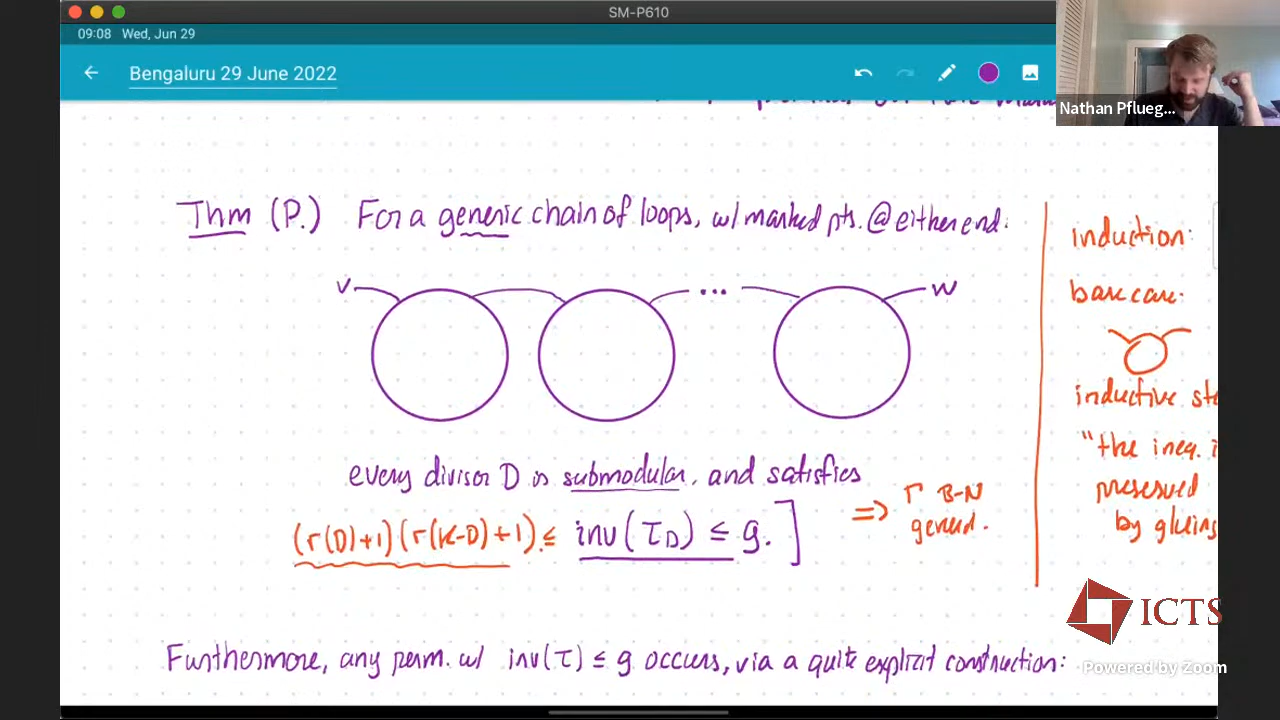 SM-P610
09:08 Wed, Jun 29
Bengaluru 29 June 2022
Nathan Pflueg...
Thm (P.) For a generic chain of loops, w/ marked pts. @ either end.
v ... w
every divisor D is submodular, and satisfies
(r(D)+1)(r(K-D)+1) ≤ inv(τ_D) ≤ g. ]
⇒ Γ B-N
general.
induction:
base case:
inductive ste
"the ineq. i
preserved
by gluing
Furthermore, any perm. w/ inv(τ) ≤ g occurs, via a quite explicit construction:
ICTS
Powered by Zoom